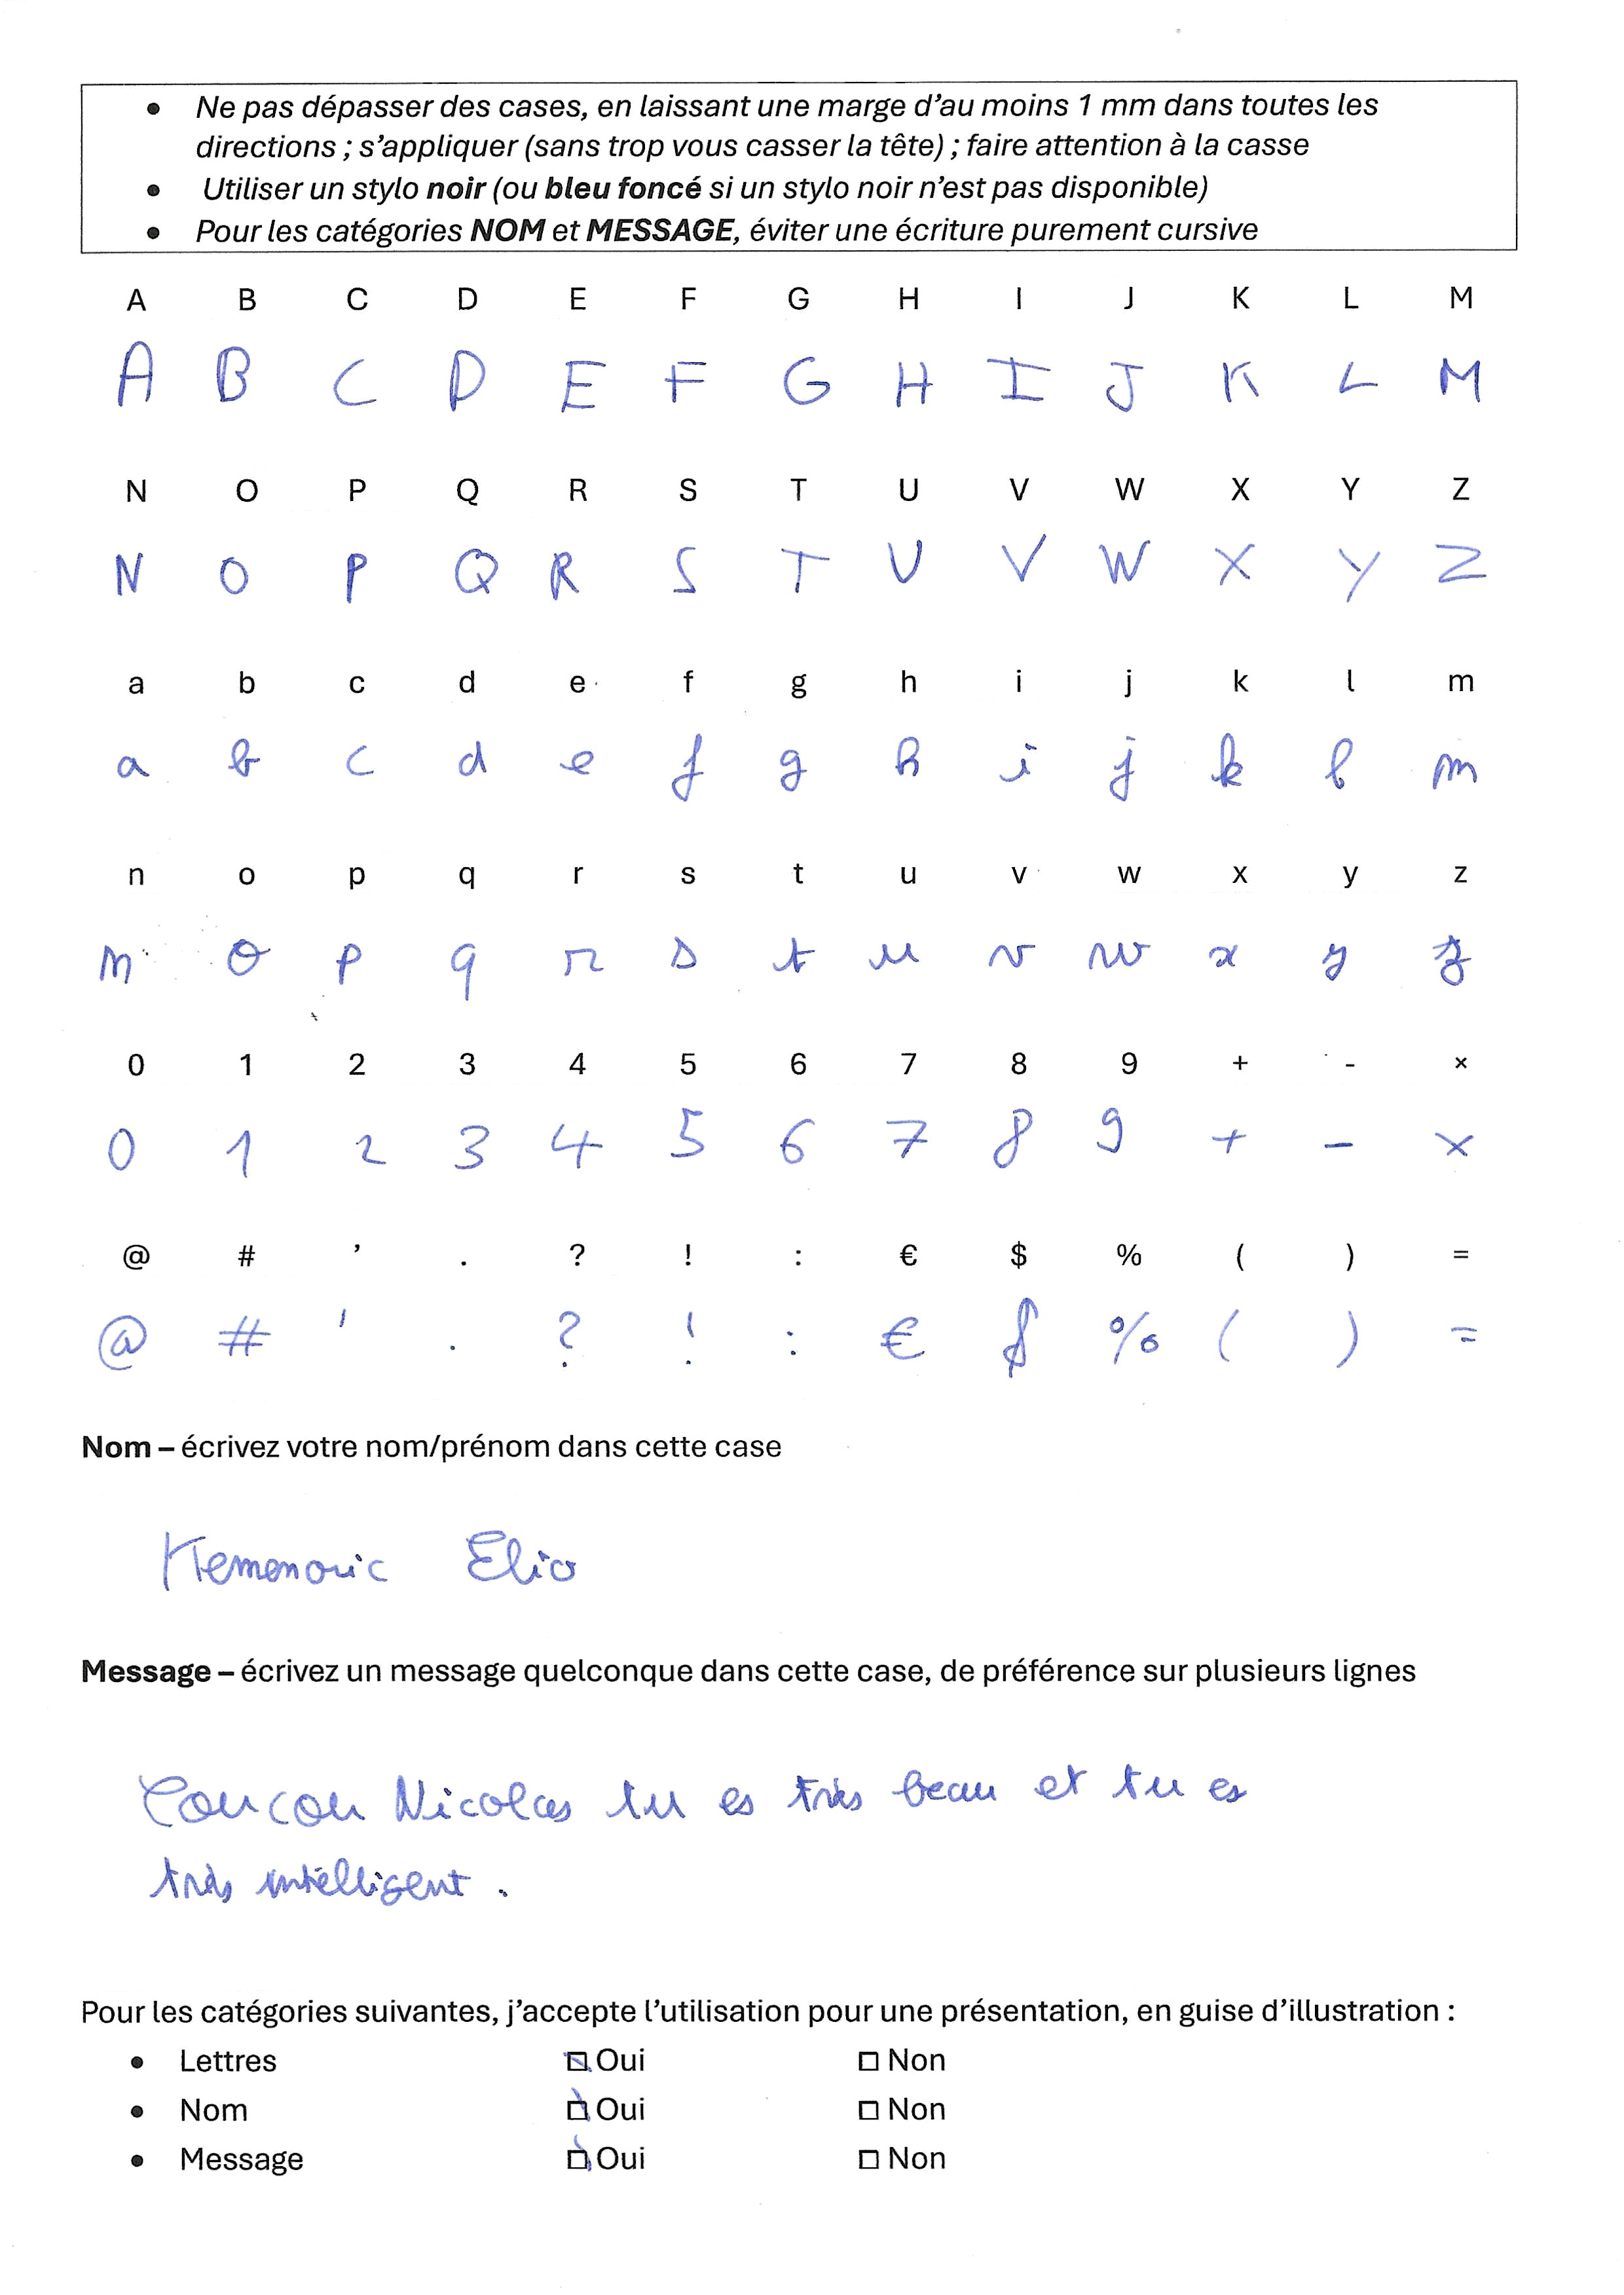 • Ne pas dépasser des cases, en laissant une marge d'au moins 1 mm dans toutes les
directions ; s'appliquer (sans trop vous casser la tête) ; faire attention à la casse
• Utiliser un stylo noir (ou bleu foncé si un stylo noir n'est pas disponible)
• Pour les catégories NOM et MESSAGE, éviter une écriture purement cursive
A B C D E F G H I J K L M
A B C D E F G H I J K L M
N O P Q R S T U V W X Y Z
N O P Q R S T U V W X Y Z
a b c d e f g h i j k l m
a b c d e f g h i j k l m
n o p q r s t u v w x y z
n o p q r s t u v w x y z
0 1 2 3 4 5 6 7 8 9 + - ×
0 1 2 3 4 5 6 7 8 9 + - ×
@ # ’ . ? ! : € $ % ( ) =
@ # ' . ? ! : € $ % ( ) =
Nom – écrivez votre nom/prénom dans cette case
Elio
Message – écrivez un message quelconque dans cette case, de préférence sur plusieurs lignes
Coucou Nicolas tu es très beau et tu es
très intelligent .
Pour les catégories suivantes, j'accepte l'utilisation pour une présentation, en guise d'illustration :
• Lettres ☒ Oui ☐ Non
• Nom ☒ Oui ☐ Non
• Message ☒ Oui ☐ Non